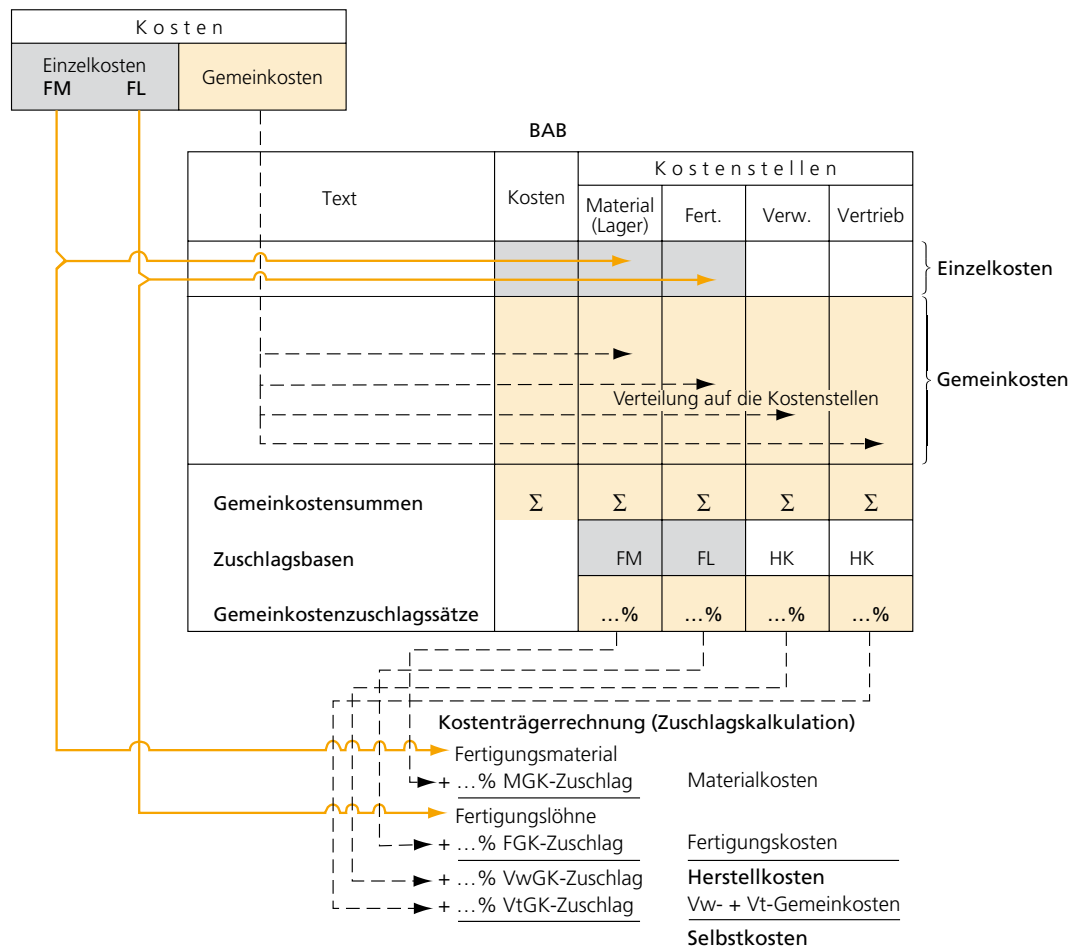 Kosten
Einzelkosten
FM FL
Gemeinkosten
BAB
Text
Kosten
Kostenstellen
Material
(Lager)
Fert.
Verw.
Vertrieb
Einzelkosten
Verteilung auf die Kostenstellen
Gemeinkosten
Gemeinkostensummen Σ Σ Σ Σ Σ
Zuschlagsbasen FM FL HK HK
Gemeinkostenzuschlagssätze …% …% …% …%
Kostenträgerrechnung (Zuschlagskalkulation)
Fertigungsmaterial
+ …% MGK-Zuschlag Materialkosten
Fertigungslöhne
+ …% FGK-Zuschlag Fertigungskosten
+ …% VwGK-Zuschlag Herstellkosten
+ …% VtGK-Zuschlag Vw- + Vt-Gemeinkosten
Selbstkosten